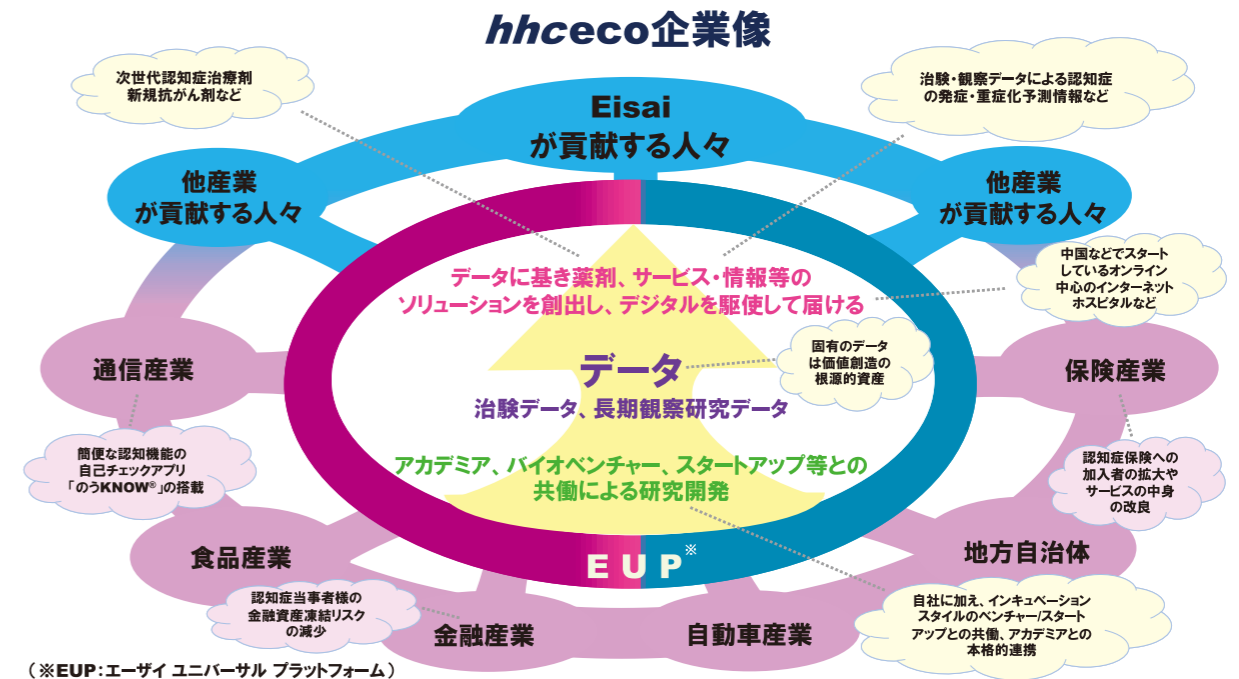 hhceco企業像
次世代認知症治療剤
新規抗がん剤など
治験・観察データによる認知症
の発症・重症化予測情報など
Eisai
が貢献する人々
他産業
が貢献する人々
他産業
が貢献する人々
中国などでスタート
しているオンライン
中心のインターネット
ホスピタルなど
データに基き薬剤、サービス・情報等の
ソリューションを創出し、デジタルを駆使して届ける
固有のデータ
は価値創造の
根源的資産
通信産業
データ
保険産業
治験データ、長期観察研究データ
簡便な認知機能の
自己チェックアプリ
「のうKNOW®」の搭載
アカデミア、バイオベンチャー、スタートアップ等との
共働による研究開発
認知症保険への
加入者の拡大や
サービスの中身
の改良
食品産業
EUP※
地方自治体
認知症当事者様の
金融資産凍結リスク
の減少
金融産業
自動車産業
自社に加え、インキュベーション
スタイルのベンチャー/スタート
アップとの共働、アカデミアとの
本格的連携
(※EUP:エーザイ ユニバーサル プラットフォーム)